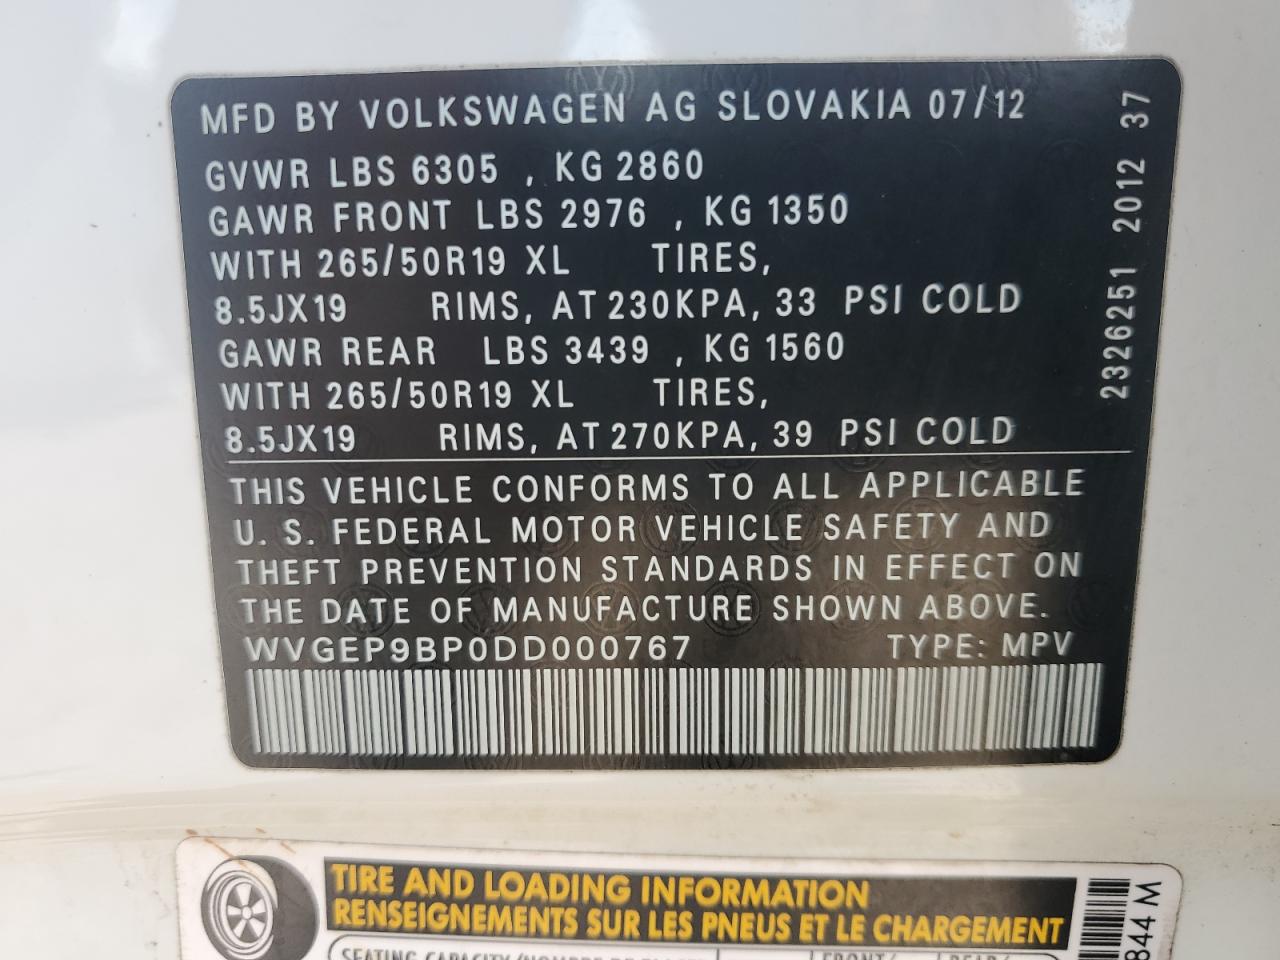 MFD BY VOLKSWAGEN AG SLOVAKIA 07/12
GVWR LBS 6305 , KG 2860
GAWR FRONT LBS 2976 , KG 1350
WITH 265/50R19 XL TIRES,
8.5JX19 RIMS, AT 230KPA, 33 PSI COLD
GAWR REAR LBS 3439 , KG 1560
WITH 265/50R19 XL TIRES,
8.5JX19 RIMS, AT 270KPA, 39 PSI COLD
2326251 2012 37
THIS VEHICLE CONFORMS TO ALL APPLICABLE
U. S. FEDERAL MOTOR VEHICLE SAFETY AND
THEFT PREVENTION STANDARDS IN EFFECT ON
THE DATE OF MANUFACTURE SHOWN ABOVE.
WVGEP9BP0DD000767 TYPE: MPV
TIRE AND LOADING INFORMATION
RENSEIGNEMENTS SUR LES PNEUS ET LE CHARGEMENT
844 M
SEATING CAPACITY/NOMBRE DE